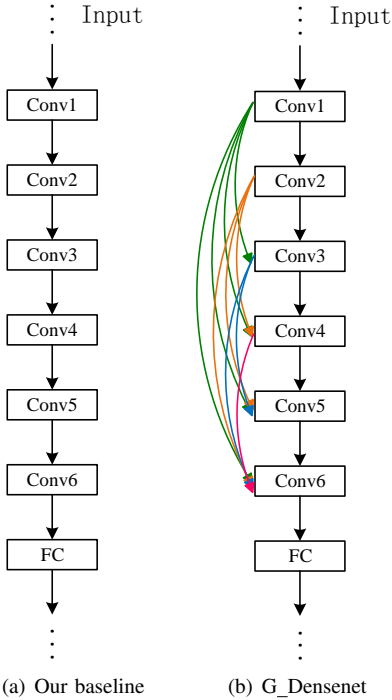 Input
Conv1
Conv2
Conv3
Conv4
Conv5
Conv6
FC
(a) Our baseline
Input
Conv1
Conv2
Conv3
Conv4
Conv5
Conv6
FC
(b) G_Densenet